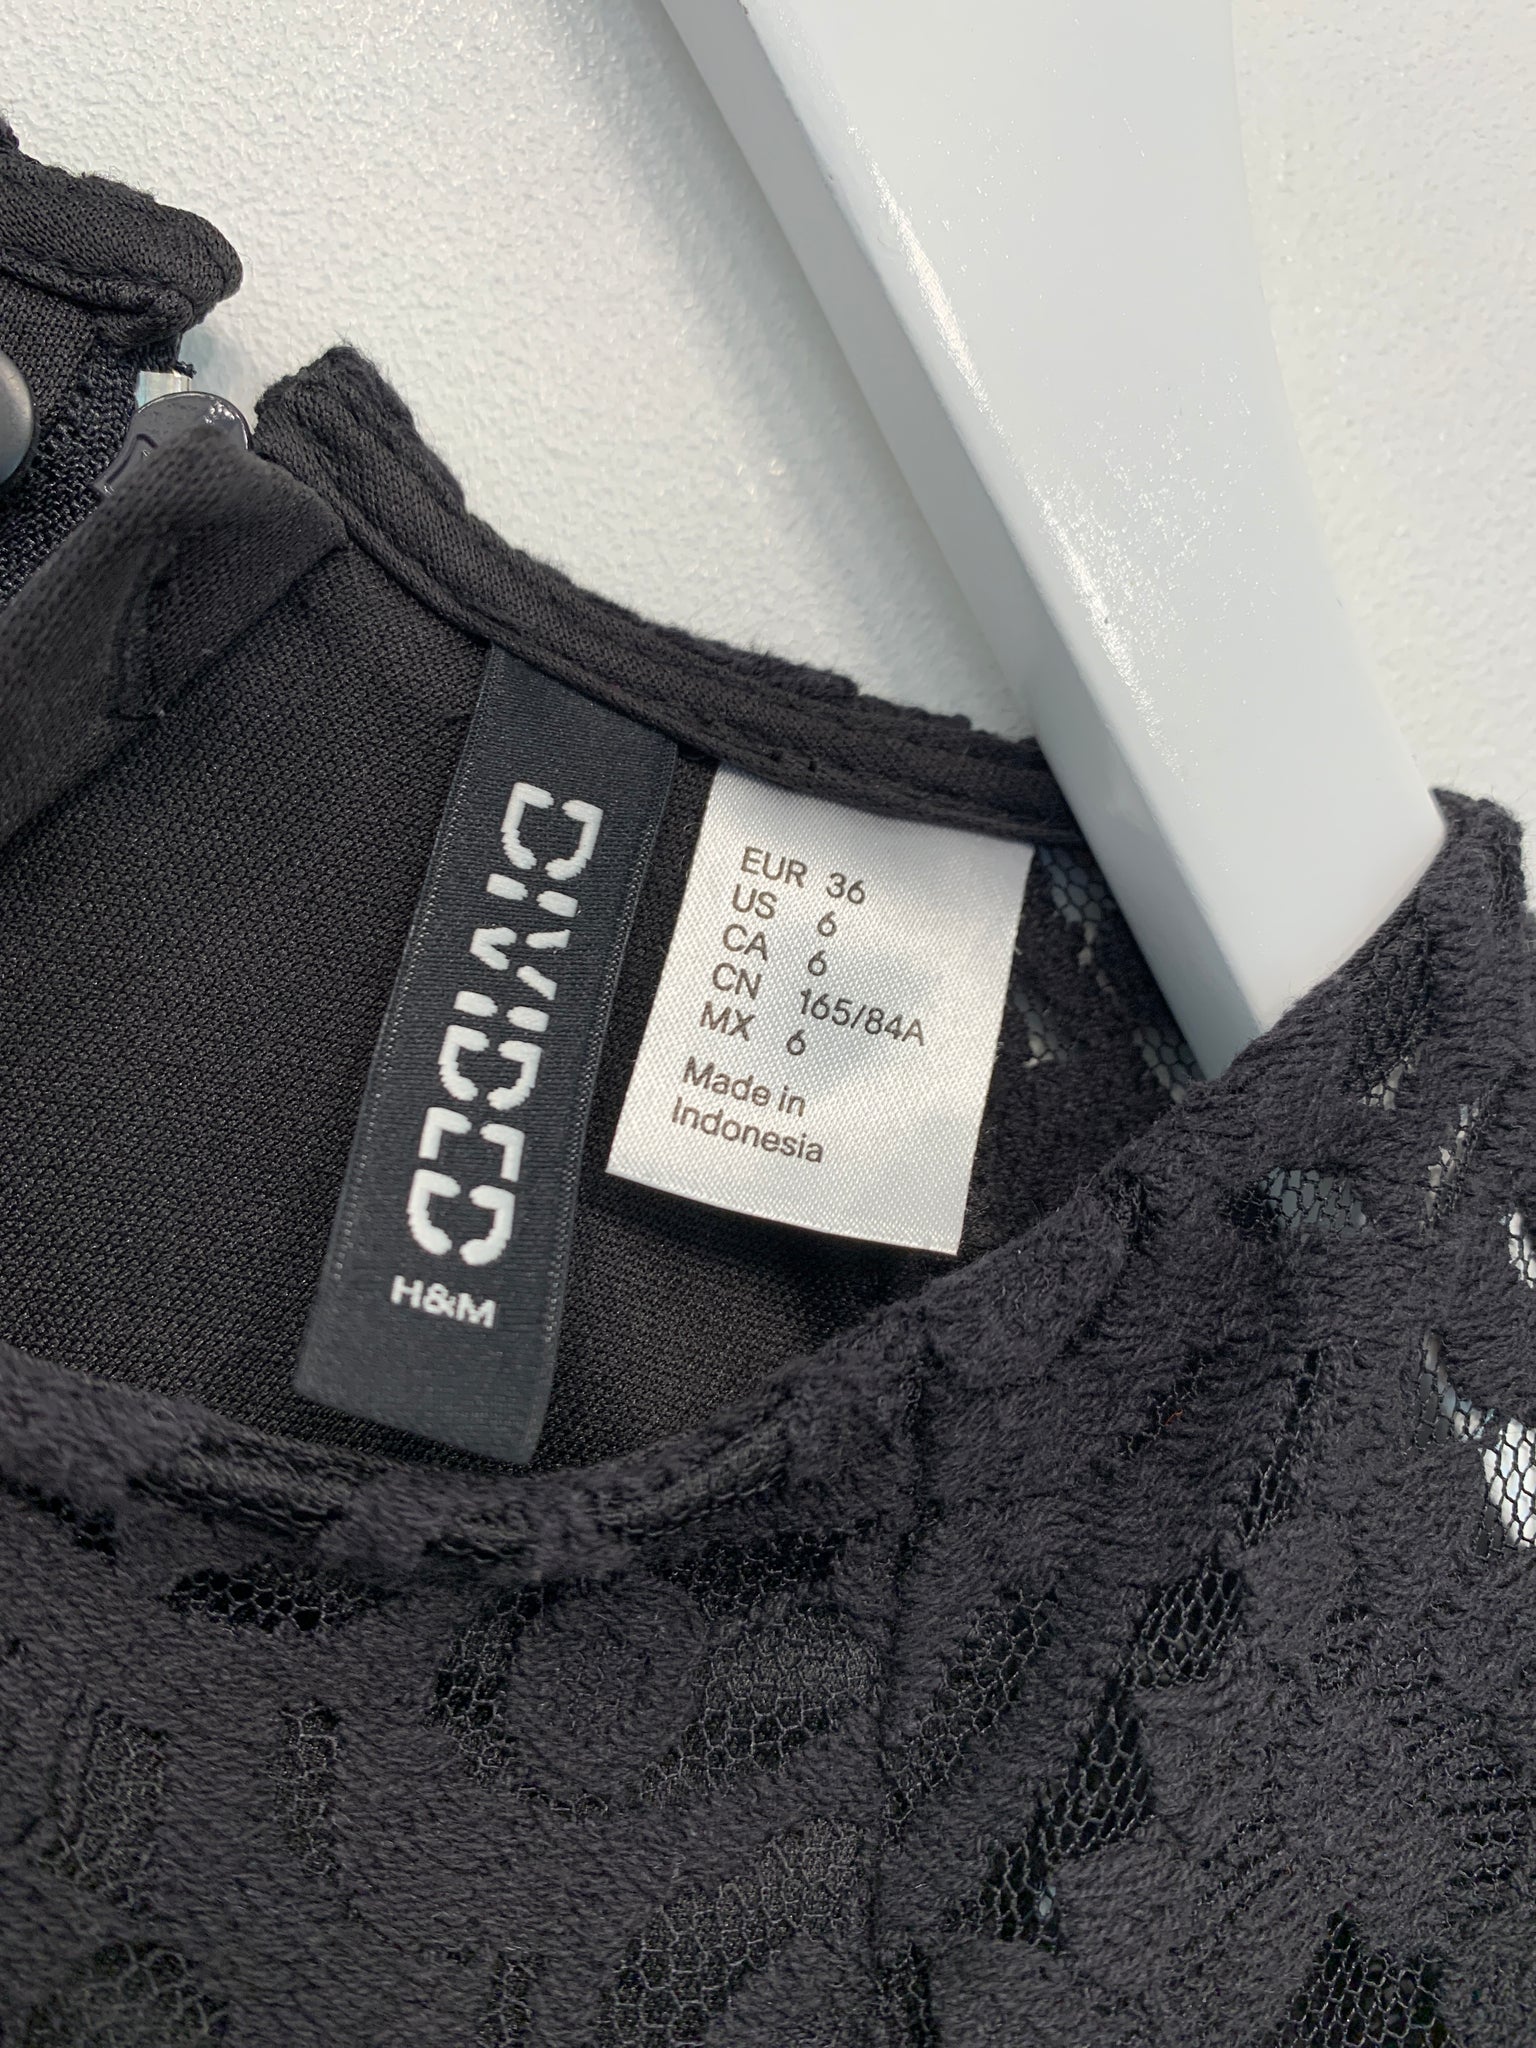 DIVIDED
H&M
EUR 36
US 6
CA 6
CN 165/84A
MX 6
Made in
Indonesia